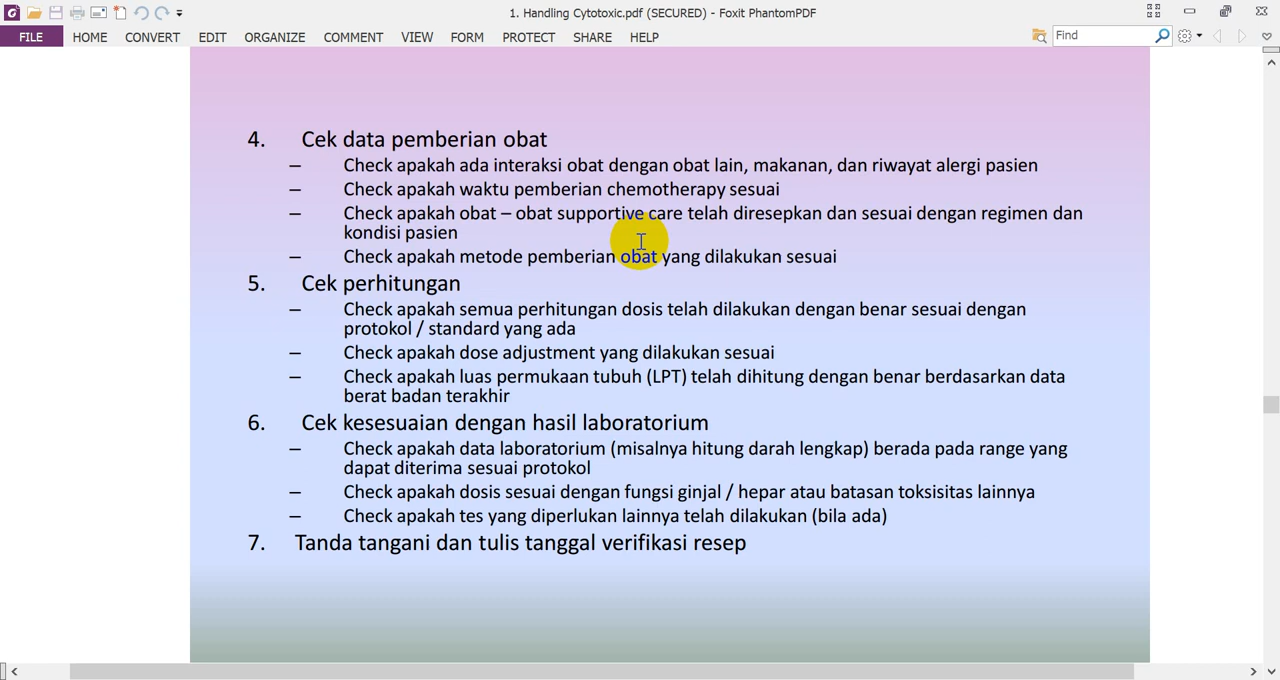 1. Handling Cytotoxic.pdf (SECURED) - Foxit PhantomPDF
FILE HOME CONVERT EDIT ORGANIZE COMMENT VIEW FORM PROTECT SHARE HELP Find
4. Cek data pemberian obat
– Check apakah ada interaksi obat dengan obat lain, makanan, dan riwayat alergi pasien
– Check apakah waktu pemberian chemotherapy sesuai
– Check apakah obat – obat supportive care telah diresepkan dan sesuai dengan regimen dan
kondisi pasien
– Check apakah metode pemberian obat yang dilakukan sesuai
5. Cek perhitungan
– Check apakah semua perhitungan dosis telah dilakukan dengan benar sesuai dengan
protokol / standard yang ada
– Check apakah dose adjustment yang dilakukan sesuai
– Check apakah luas permukaan tubuh (LPT) telah dihitung dengan benar berdasarkan data
berat badan terakhir
6. Cek kesesuaian dengan hasil laboratorium
– Check apakah data laboratorium (misalnya hitung darah lengkap) berada pada range yang
dapat diterima sesuai protokol
– Check apakah dosis sesuai dengan fungsi ginjal / hepar atau batasan toksisitas lainnya
– Check apakah tes yang diperlukan lainnya telah dilakukan (bila ada)
7. Tanda tangani dan tulis tanggal verifikasi resep